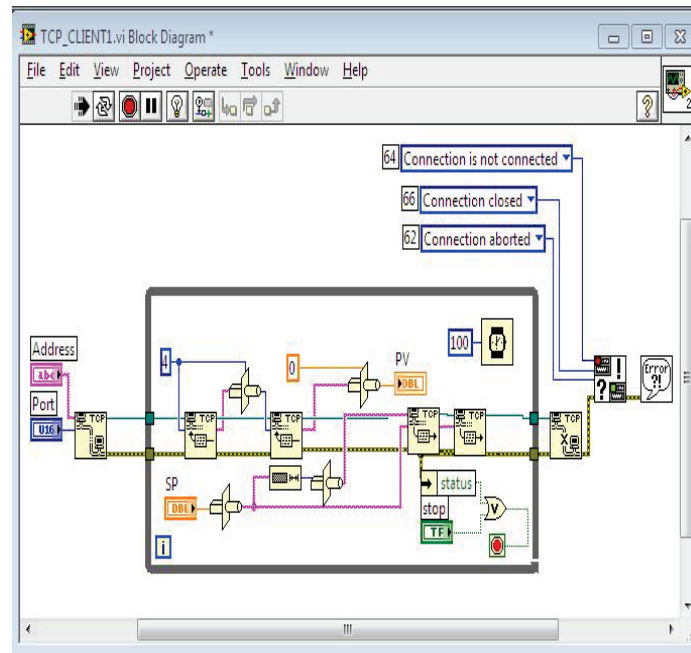 TCP_CLIENT1.vi Block Diagram *
File Edit View Project Operate Tools Window Help
2
64 Connection is not connected
66 Connection closed
62 Connection aborted
Address
abc
Port
U16
TCP
4
TCP
TCP
0
PV
DBL
100
TCP
TCP
TCP
Error
?!
! ?
SP
DBL
status
stop
TF
V
i